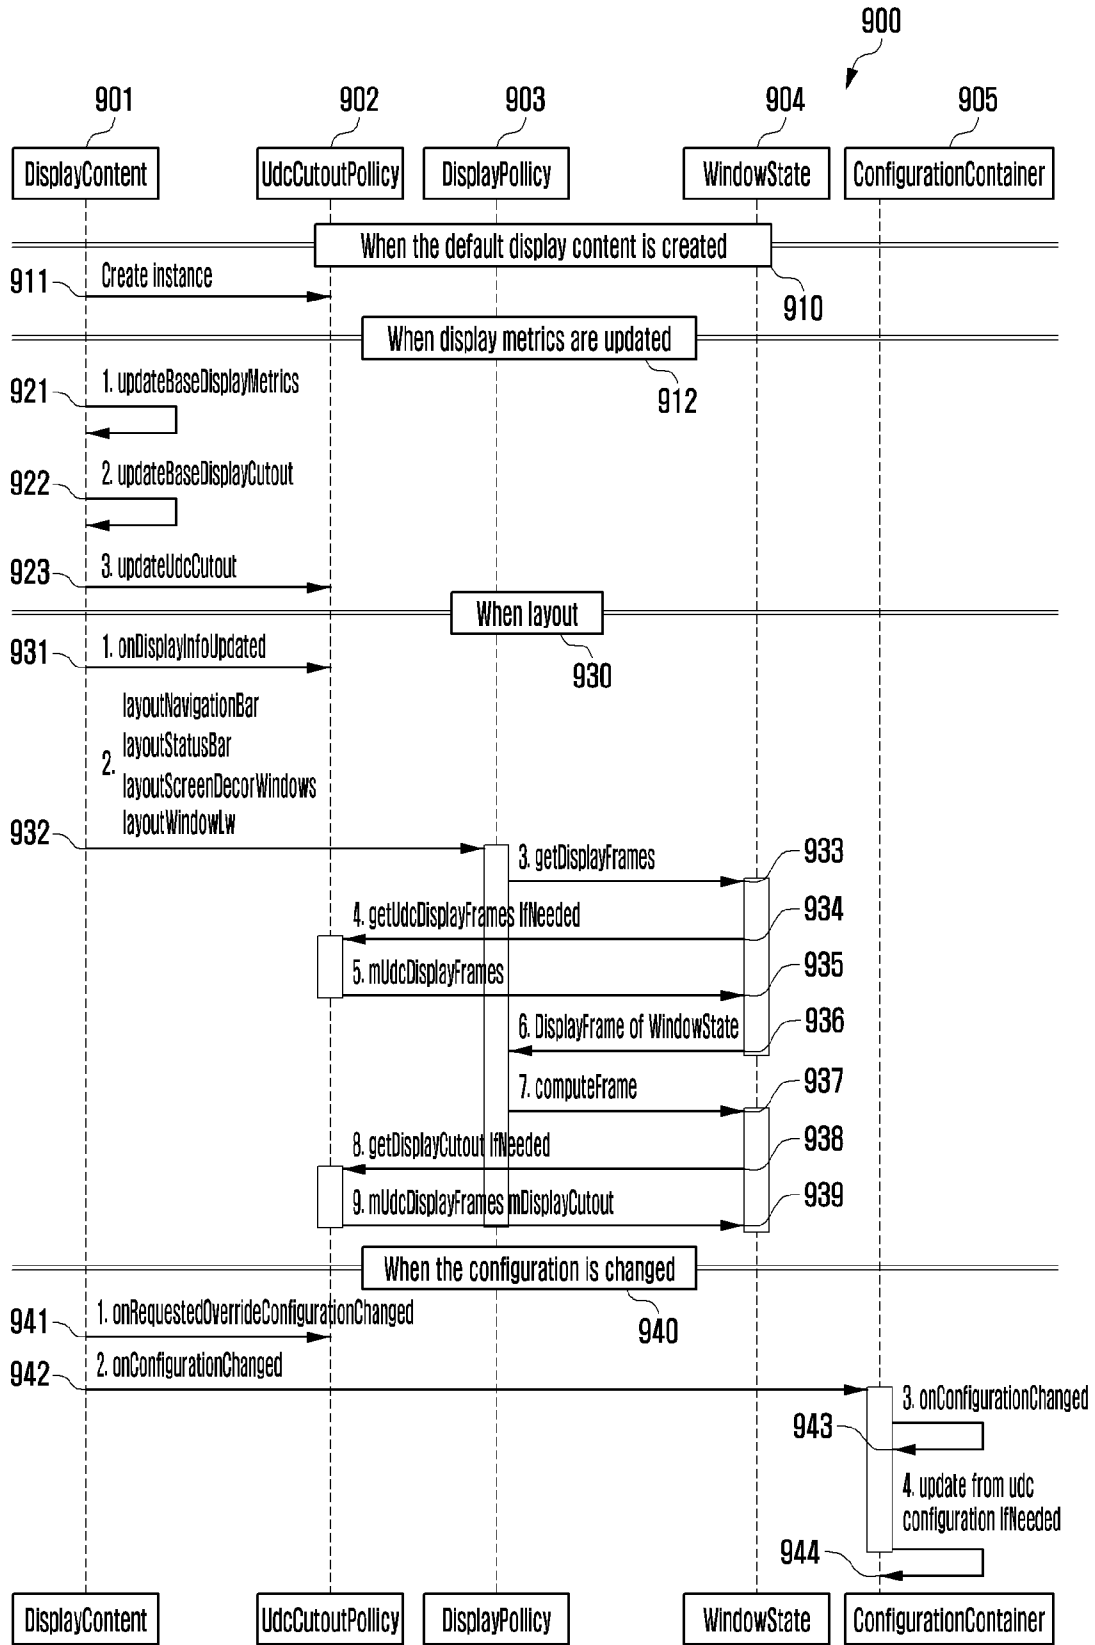 900
901
902
903
904
905
DisplayContent
UdcCutoutPollicy
DisplayPollicy
WindowState
ConfigurationContainer
When the default display content is created
910
911
Create instance
When display metrics are updated
912
921
1. updateBaseDisplayMetrics
922
2. updateBaseDisplayCutout
923
3. updateUdcCutout
When layout
930
931
1. onDisplayInfoUpdated
2.
layoutNavigationBar
layoutStatusBar
layoutScreenDecorWindows
layoutWindowLw
932
3. getDisplayFrames
933
4. getUdcDisplayFrames IfNeeded
934
5. mUdcDisplayFrames
935
6. DisplayFrame of WindowState
936
7. computeFrame
937
8. getDisplayCutout IfNeeded
938
9. mUdcDisplayFrames mDisplayCutout
939
When the configuration is changed
940
941
1. onRequestedOverrideConfigurationChanged
942
2. onConfigurationChanged
3. onConfigurationChanged
943
4. update from udc
configuration IfNeeded
944
DisplayContent
UdcCutoutPollicy
DisplayPollicy
WindowState
ConfigurationContainer